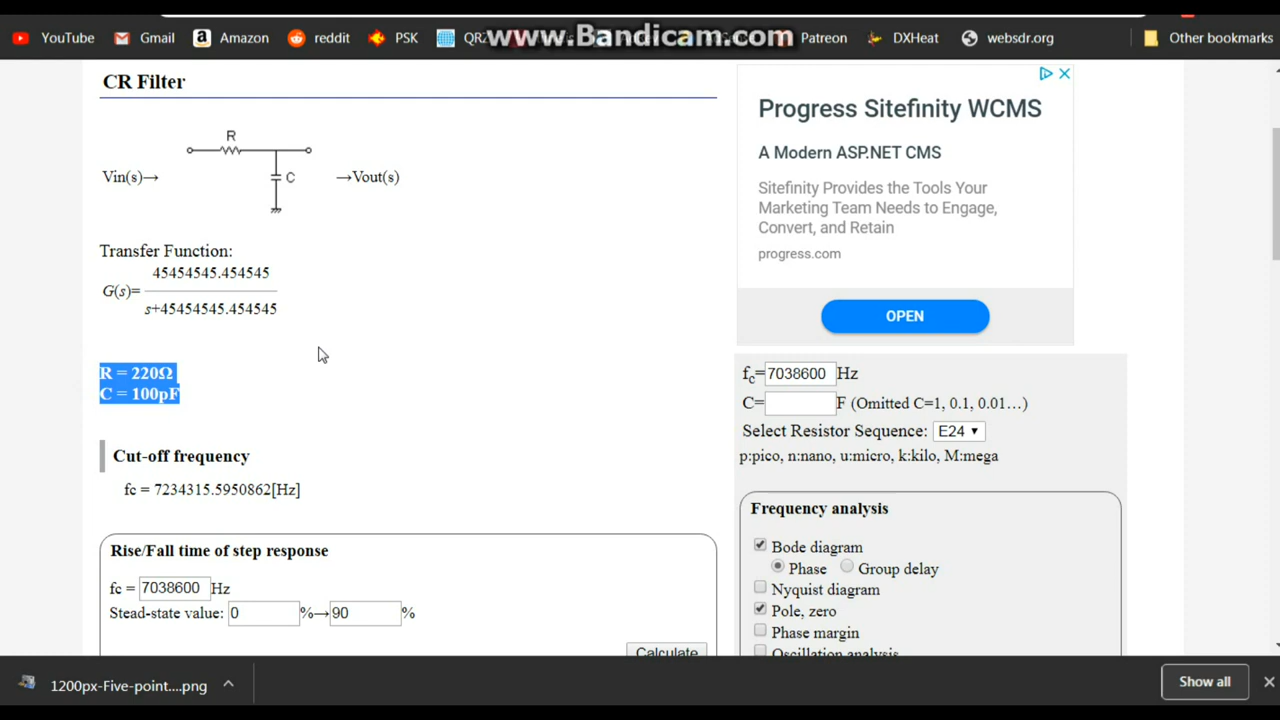 www.Bandicam.com
YouTube
Gmail
Amazon
reddit
PSK
QRZ
Patreon
DXHeat
websdr.org
Other bookmarks
CR Filter
R
Vin(s)→
C
→Vout(s)
Transfer Function:
45454545.454545
G(s)=
s+45454545.454545
R = 220Ω
C = 100pF
Cut-off frequency
fc = 7234315.5950862[Hz]
Rise/Fall time of step response
fc = 7038600 Hz
Stead-state value: 0 %→90 %
Calculate
Progress Sitefinity WCMS
A Modern ASP.NET CMS
Sitefinity Provides the Tools Your
Marketing Team Needs to Engage,
Convert, and Retain
progress.com
OPEN
fc=7038600 Hz
C= F (Omitted C=1, 0.1, 0.01…)
Select Resistor Sequence: E24
p:pico, n:nano, u:micro, k:kilo, M:mega
Frequency analysis
Bode diagram
Phase Group delay
Nyquist diagram
Pole, zero
Phase margin
Oscillation analysis
1200px-Five-point....png
Show all